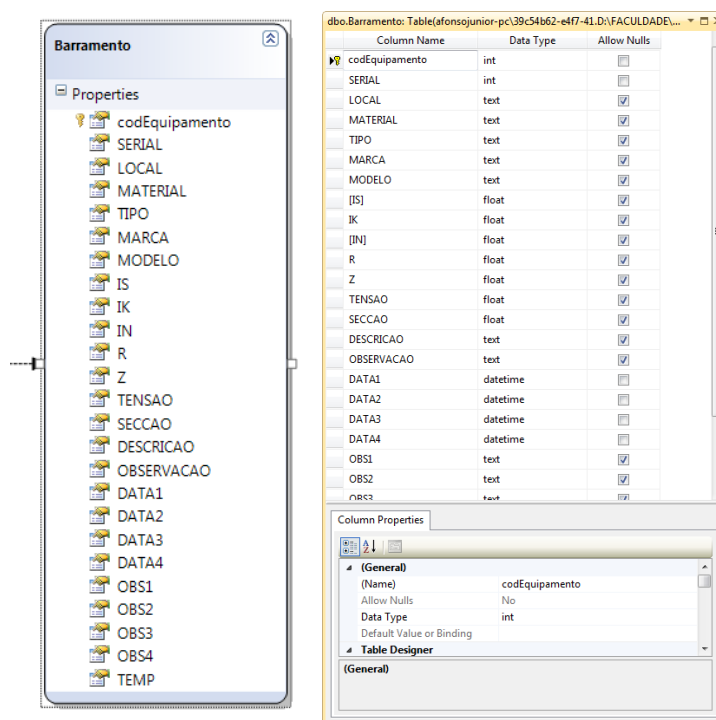 Barramento
Properties
codEquipamento
SERIAL
LOCAL
MATERIAL
TIPO
MARCA
MODELO
IS
IK
IN
R
Z
TENSAO
SECCAO
DESCRICAO
OBSERVACAO
DATA1
DATA2
DATA3
DATA4
OBS1
OBS2
OBS3
OBS4
TEMP
dbo.Barramento: Table(afonsojunior-pc\39c54b62-e4f7-41.D:\FACULDADE\...
Column Name Data Type Allow Nulls
codEquipamento int
SERIAL int
LOCAL text
MATERIAL text
TIPO text
MARCA text
MODELO text
[IS] float
IK float
[IN] float
R float
Z float
TENSAO float
SECCAO float
DESCRICAO text
OBSERVACAO text
DATA1 datetime
DATA2 datetime
DATA3 datetime
DATA4 datetime
OBS1 text
OBS2 text
OBS3 text
Column Properties
(General)
(Name) codEquipamento
Allow Nulls No
Data Type int
Default Value or Binding
Table Designer
(General)